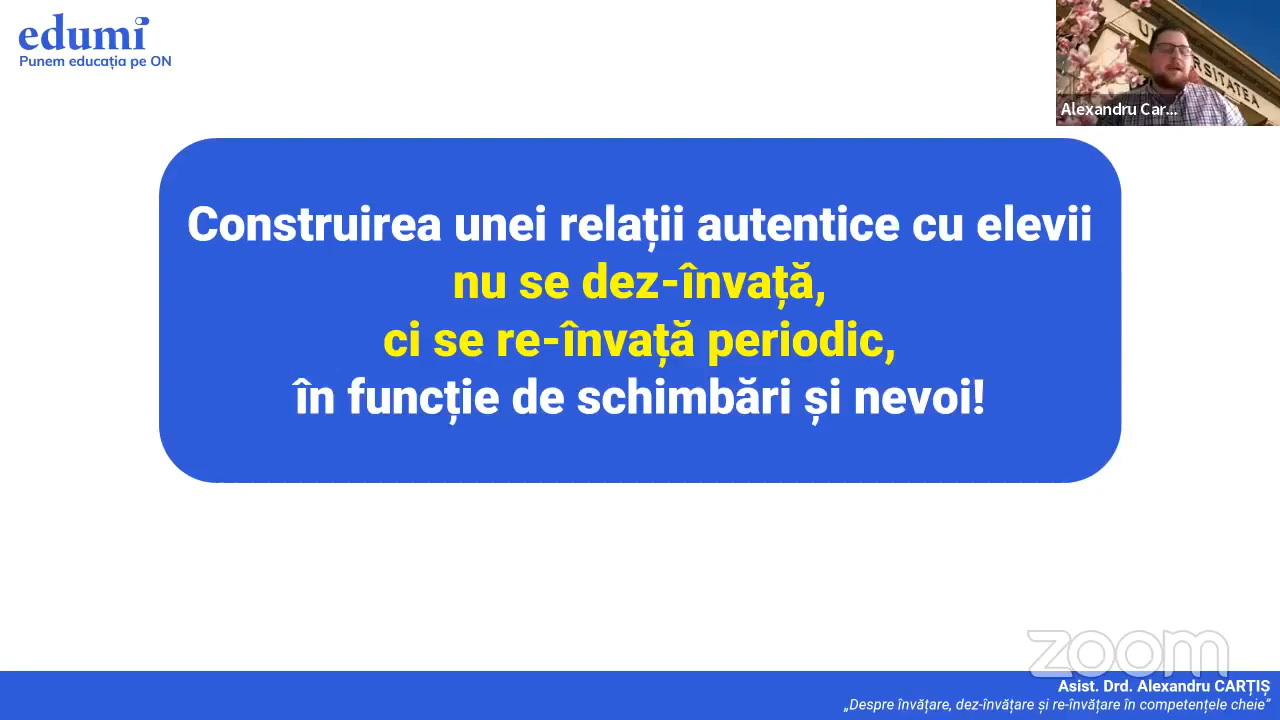 edumi
Punem educația pe ON
UNIVERSITATEA
Alexandru Car...
Construirea unei relații autentice cu elevii
nu se dez-învață,
ci se re-învață periodic,
în funcție de schimbări și nevoi!
zoom
Asist. Drd. Alexandru CARȚIȘ
„Despre învățare, dez-învățare și re-învățare în competențele cheie”